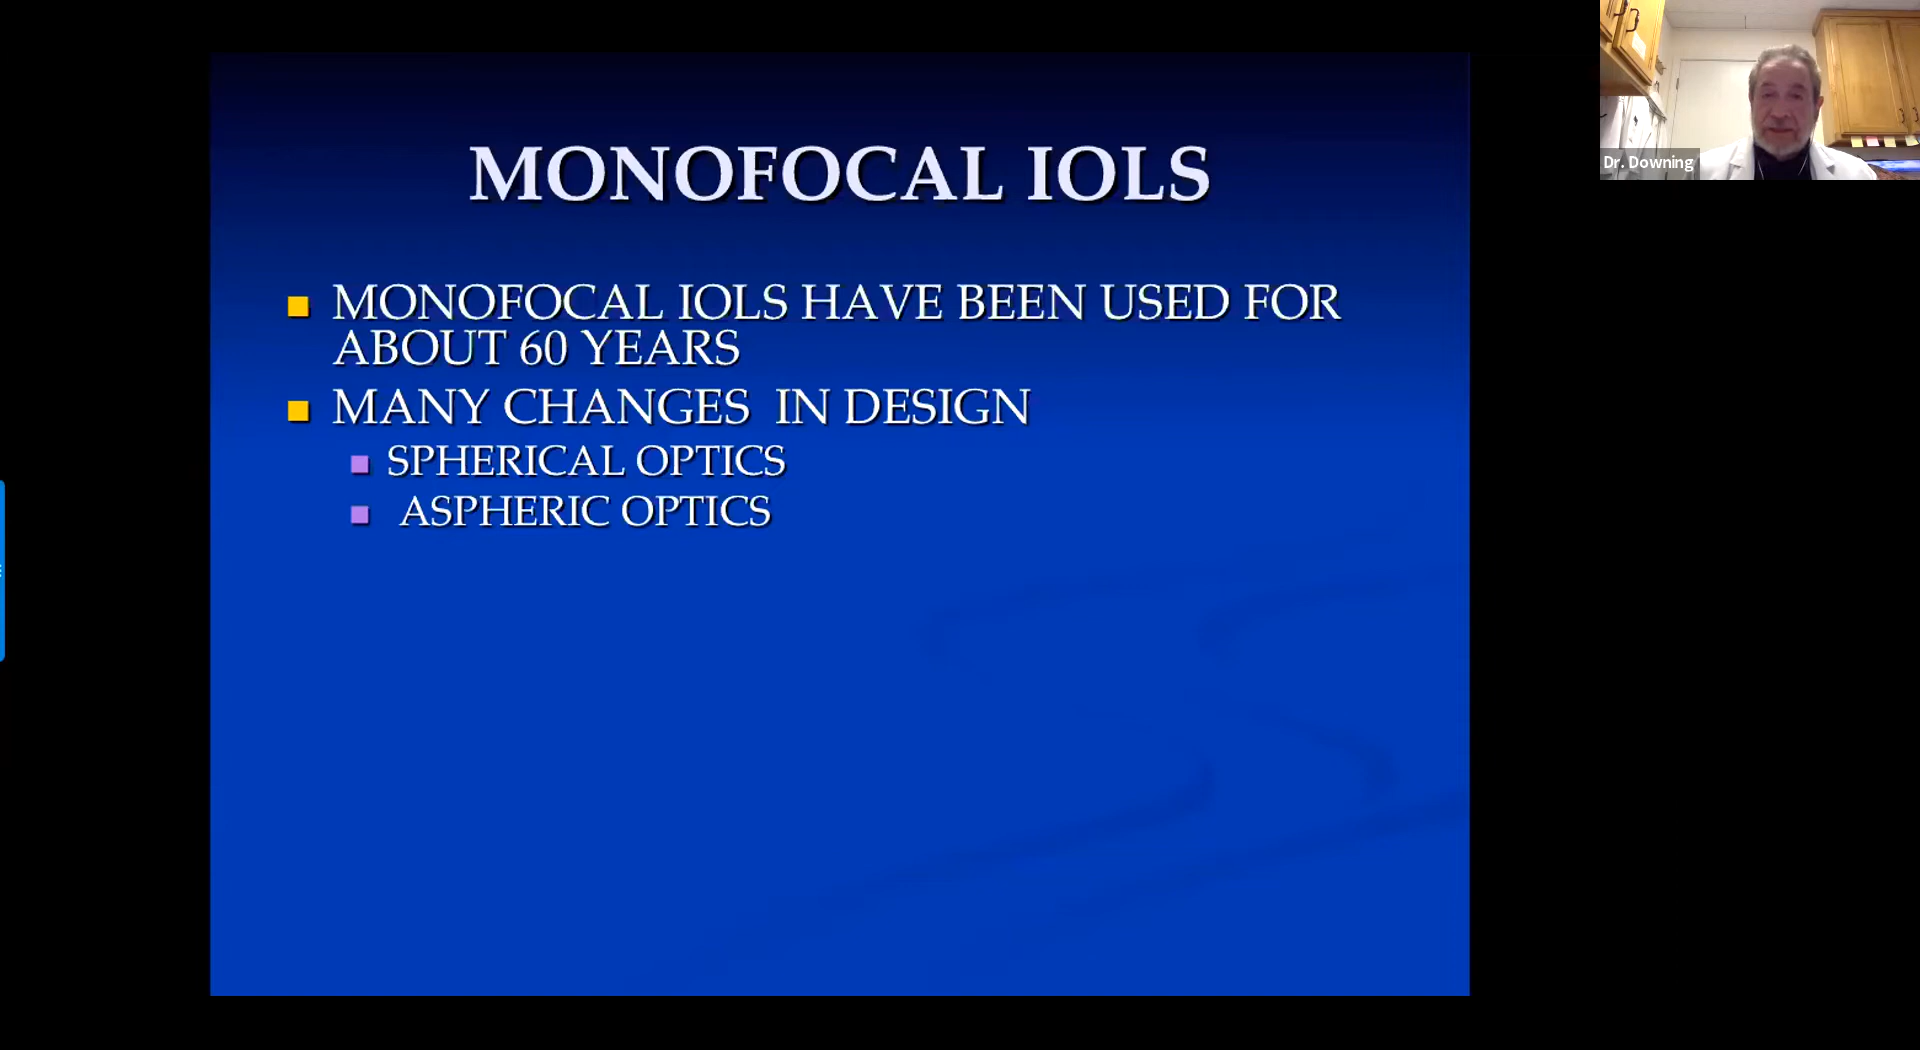 MONOFOCAL IOLS
MONOFOCAL IOLS HAVE BEEN USED FOR
ABOUT 60 YEARS
MANY CHANGES IN DESIGN
SPHERICAL OPTICS
ASPHERIC OPTICS
Dr. Downing